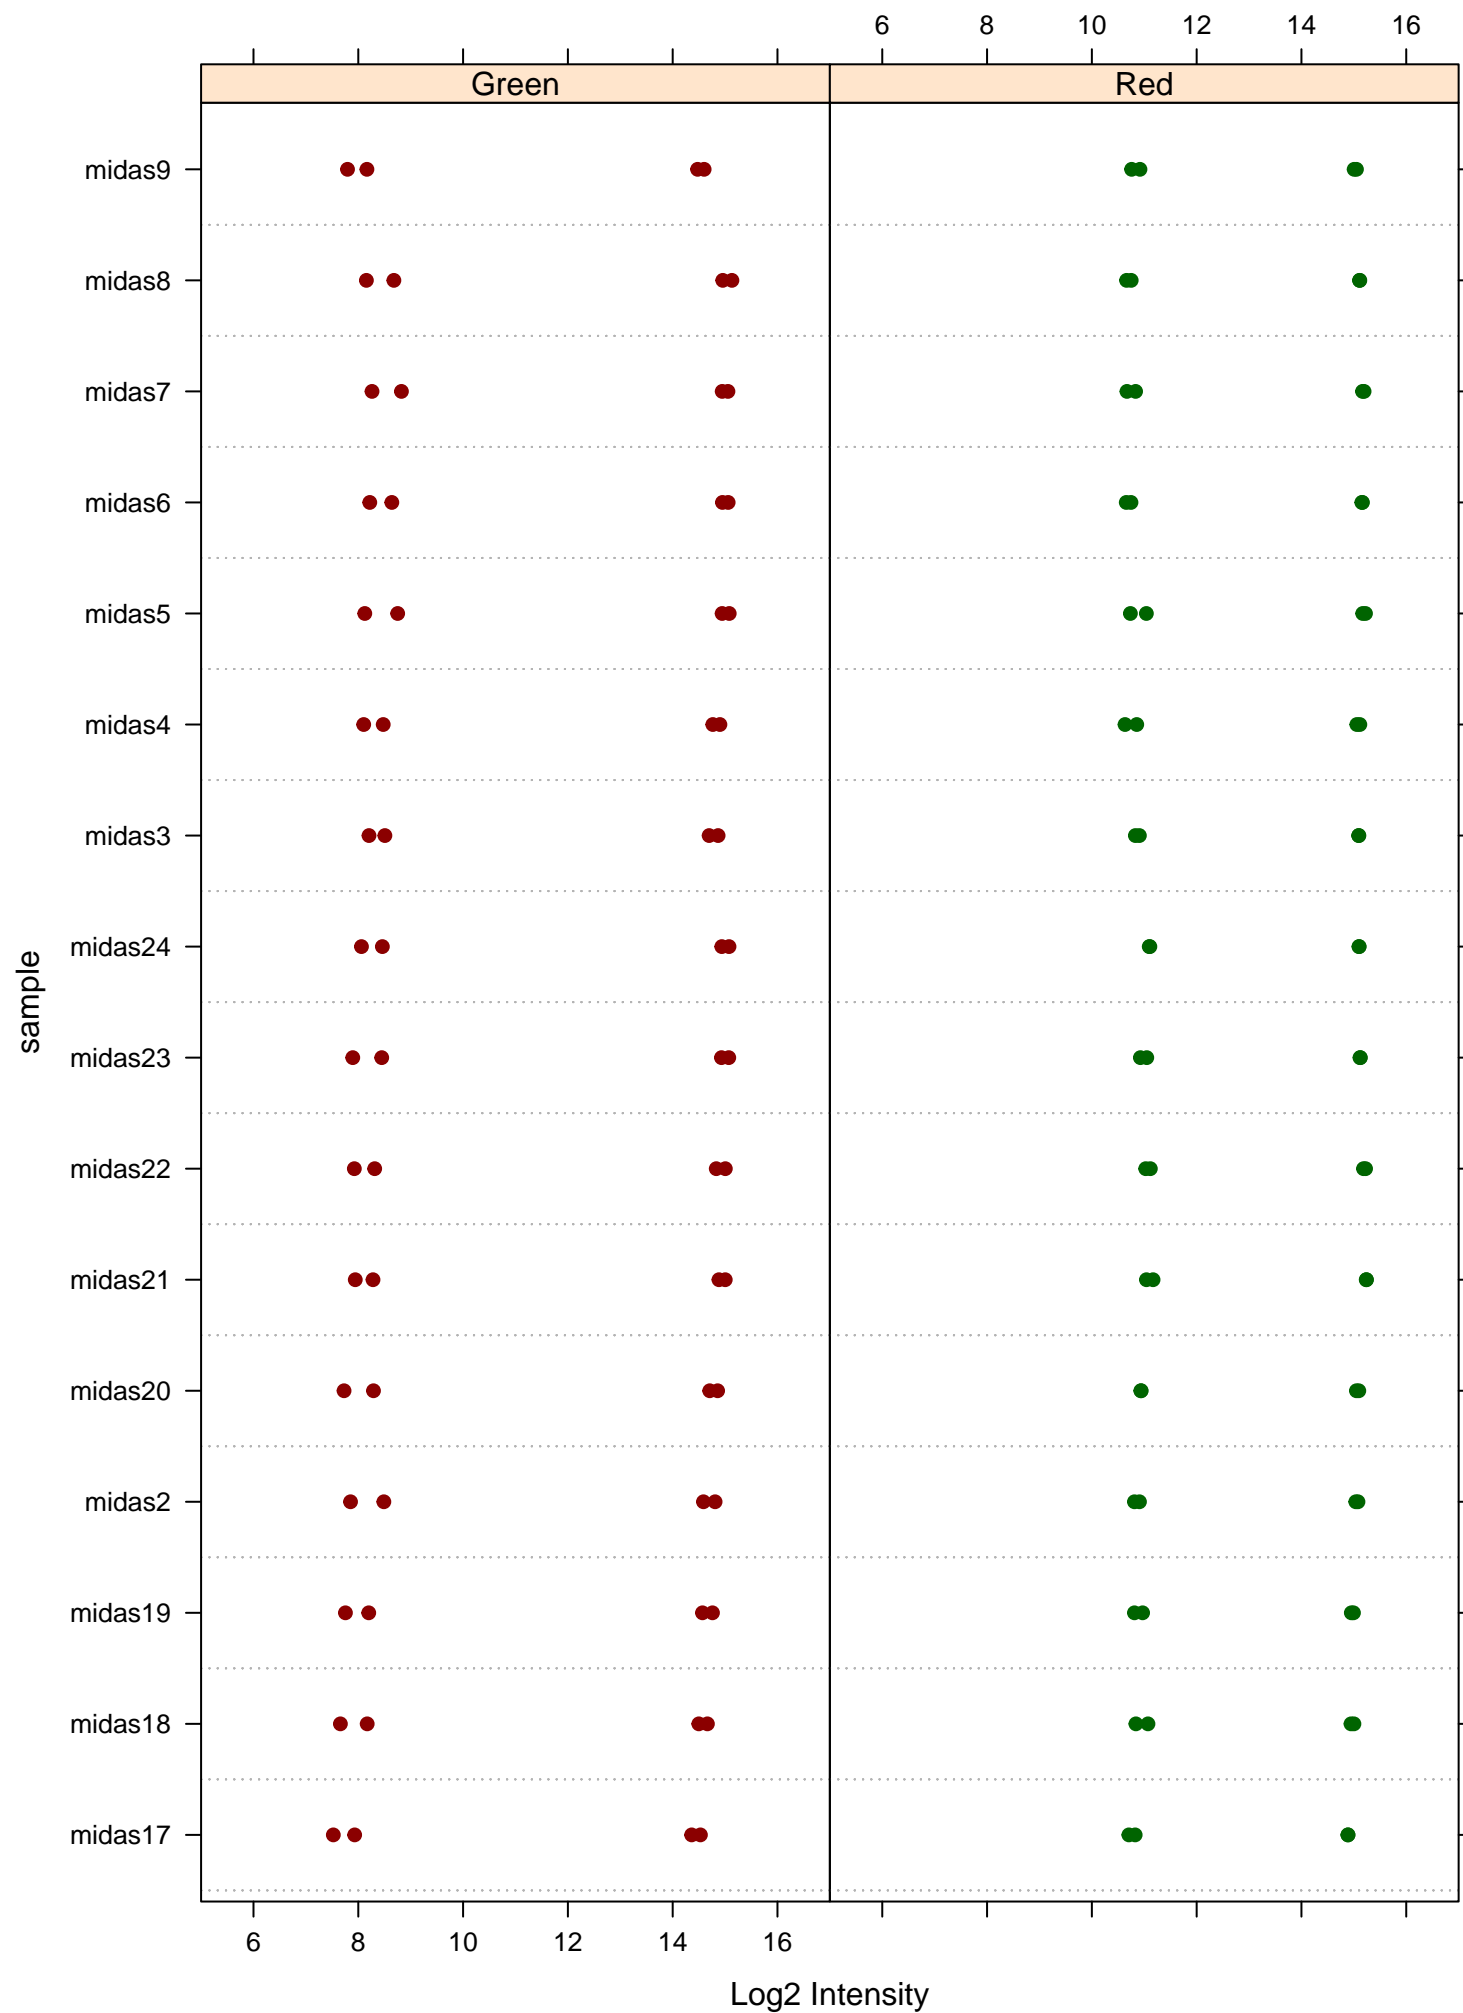 6 8 10 12 14 16
Green Red
midas9
midas8
midas7
midas6
midas5
midas4
midas3
midas24
midas23
midas22
midas21
midas20
midas2
midas19
midas18
midas17
sample
6 8 10 12 14 16
Log2 Intensity